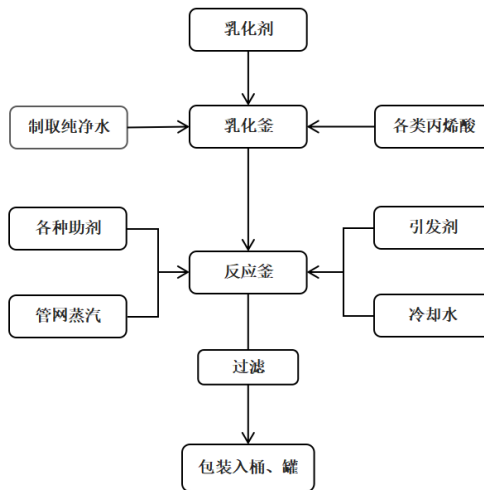 乳化剂
制取纯净水
乳化釜
各类丙烯酸
各种助剂
引发剂
反应釜
管网蒸汽
冷却水
过滤
包装入桶、罐